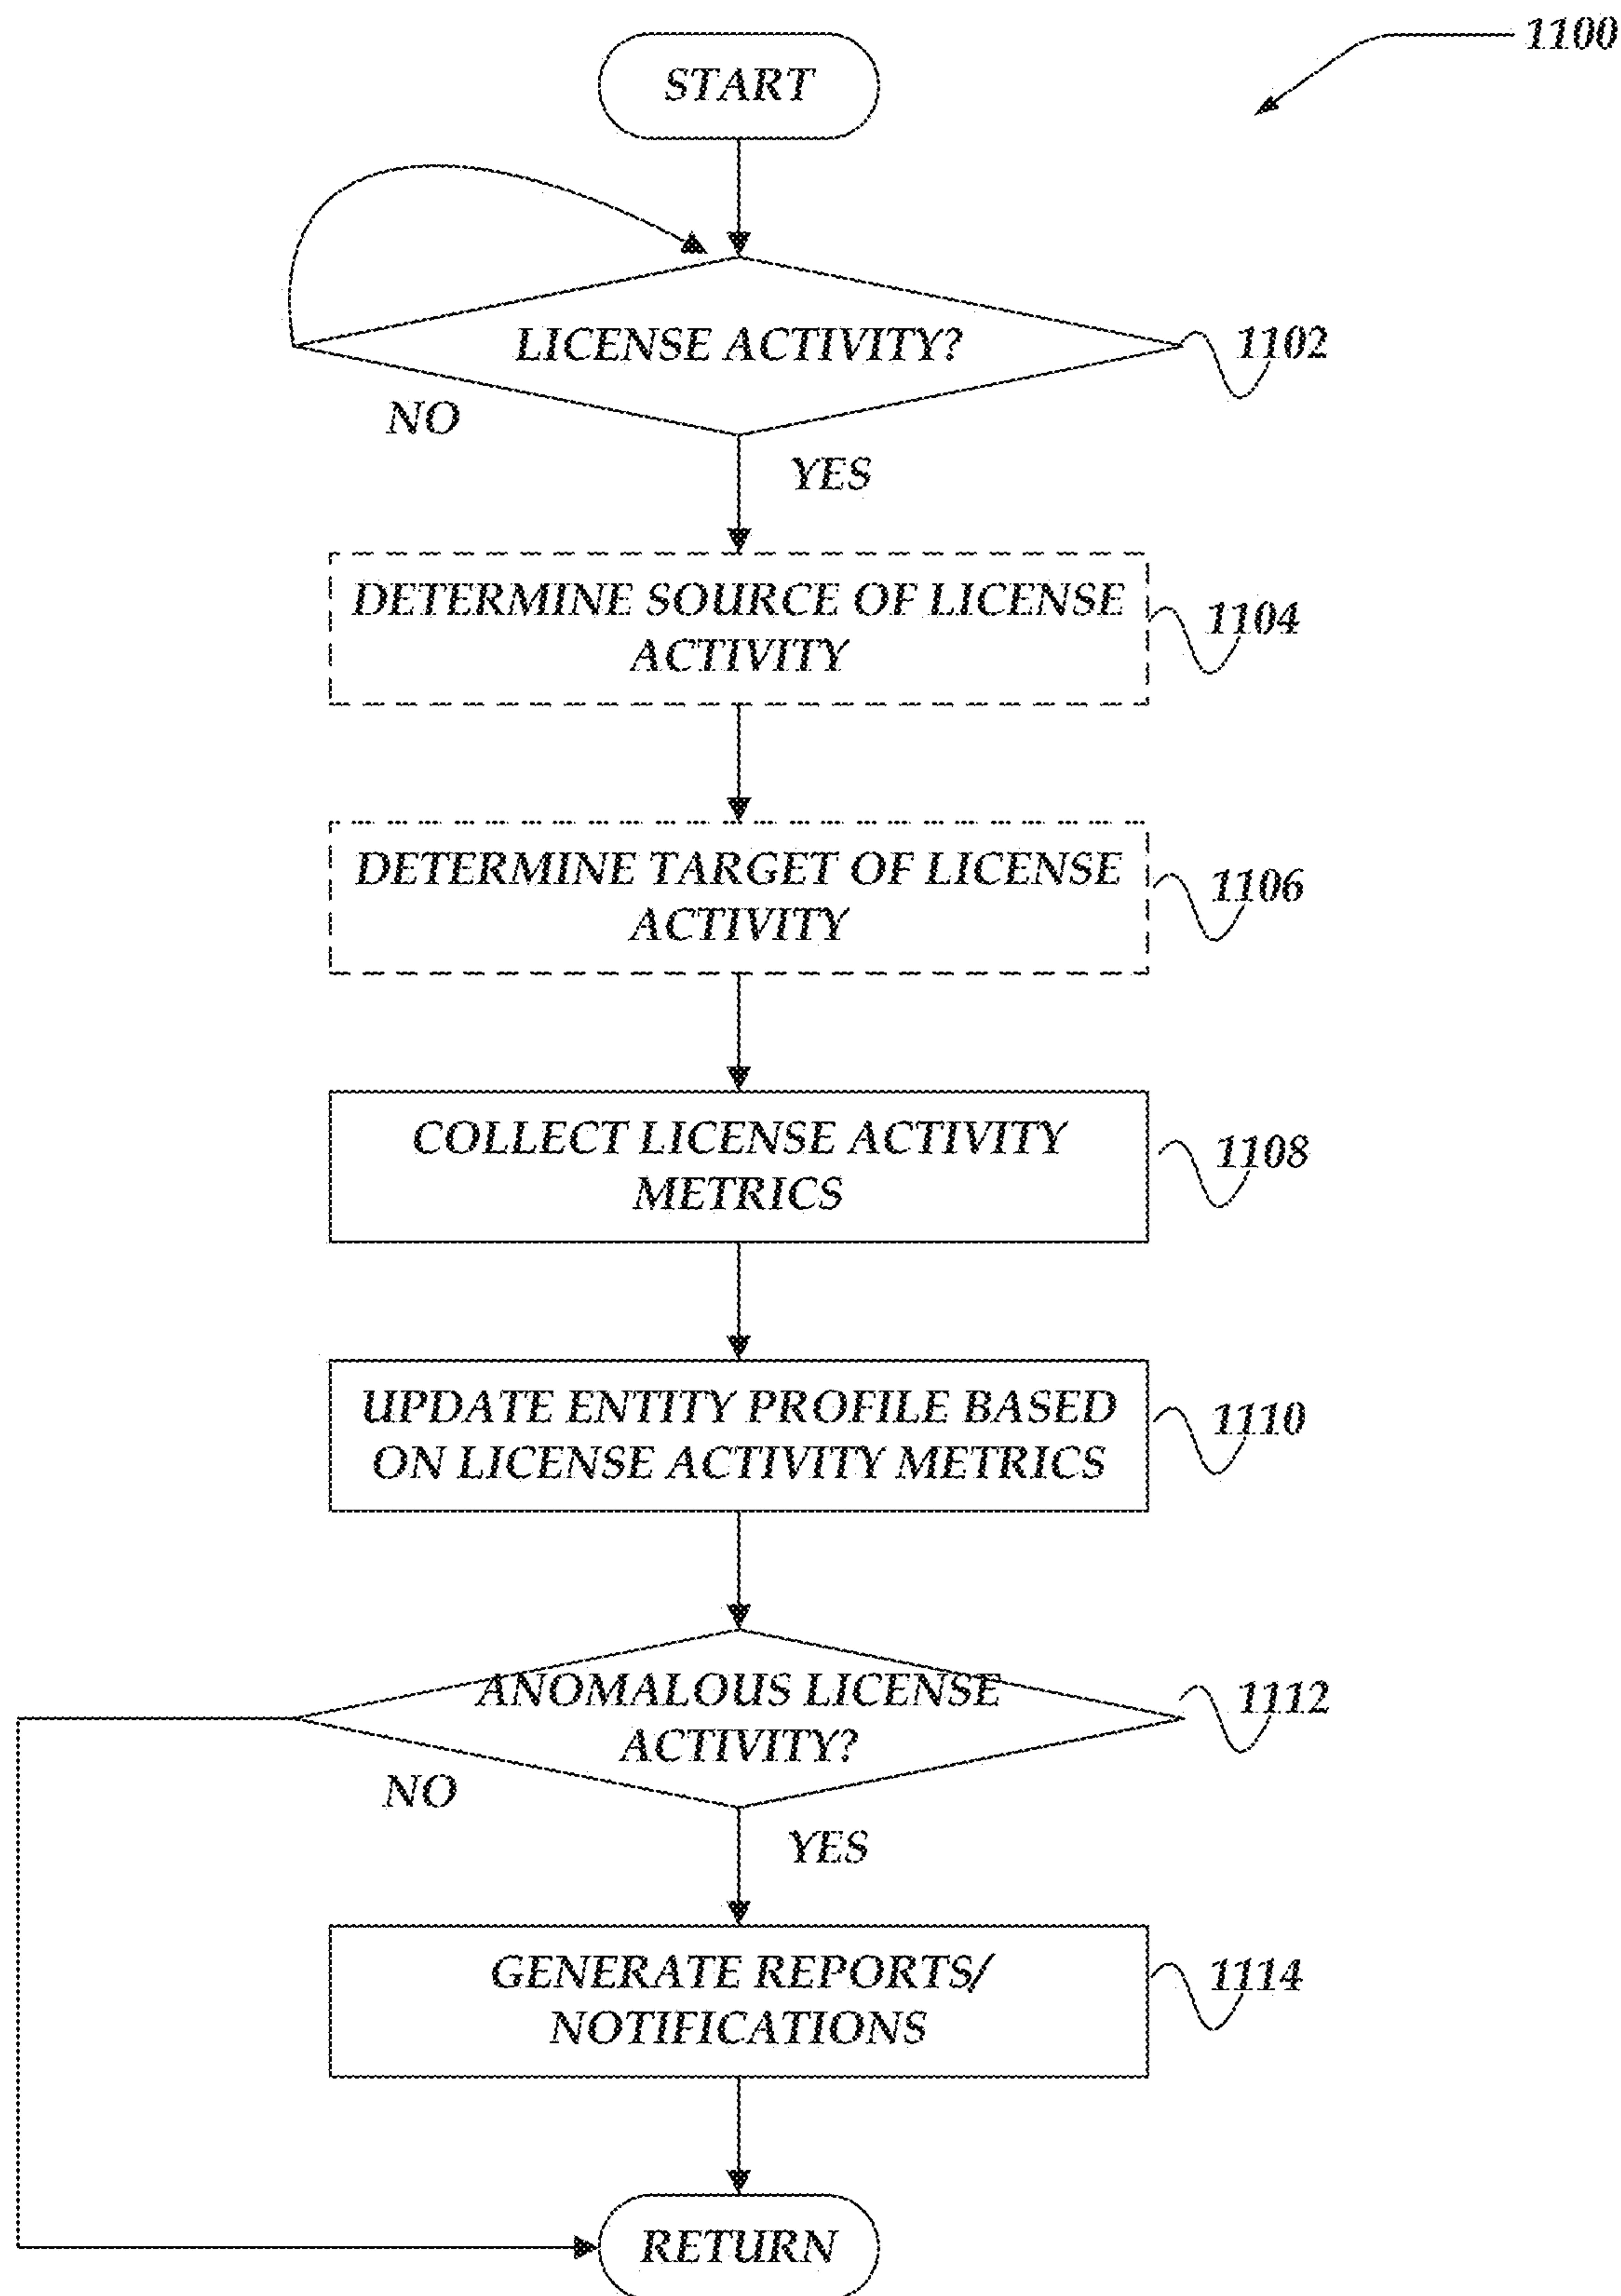 1100
START
LICENSE ACTIVITY?
1102
NO
YES
DETERMINE SOURCE OF LICENSE
ACTIVITY
1104
DETERMINE TARGET OF LICENSE
ACTIVITY
1106
COLLECT LICENSE ACTIVITY
METRICS
1108
UPDATE ENTITY PROFILE BASED
ON LICENSE ACTIVITY METRICS
1110
ANOMALOUS LICENSE
ACTIVITY?
1112
NO
YES
GENERATE REPORTS/
NOTIFICATIONS
1114
RETURN